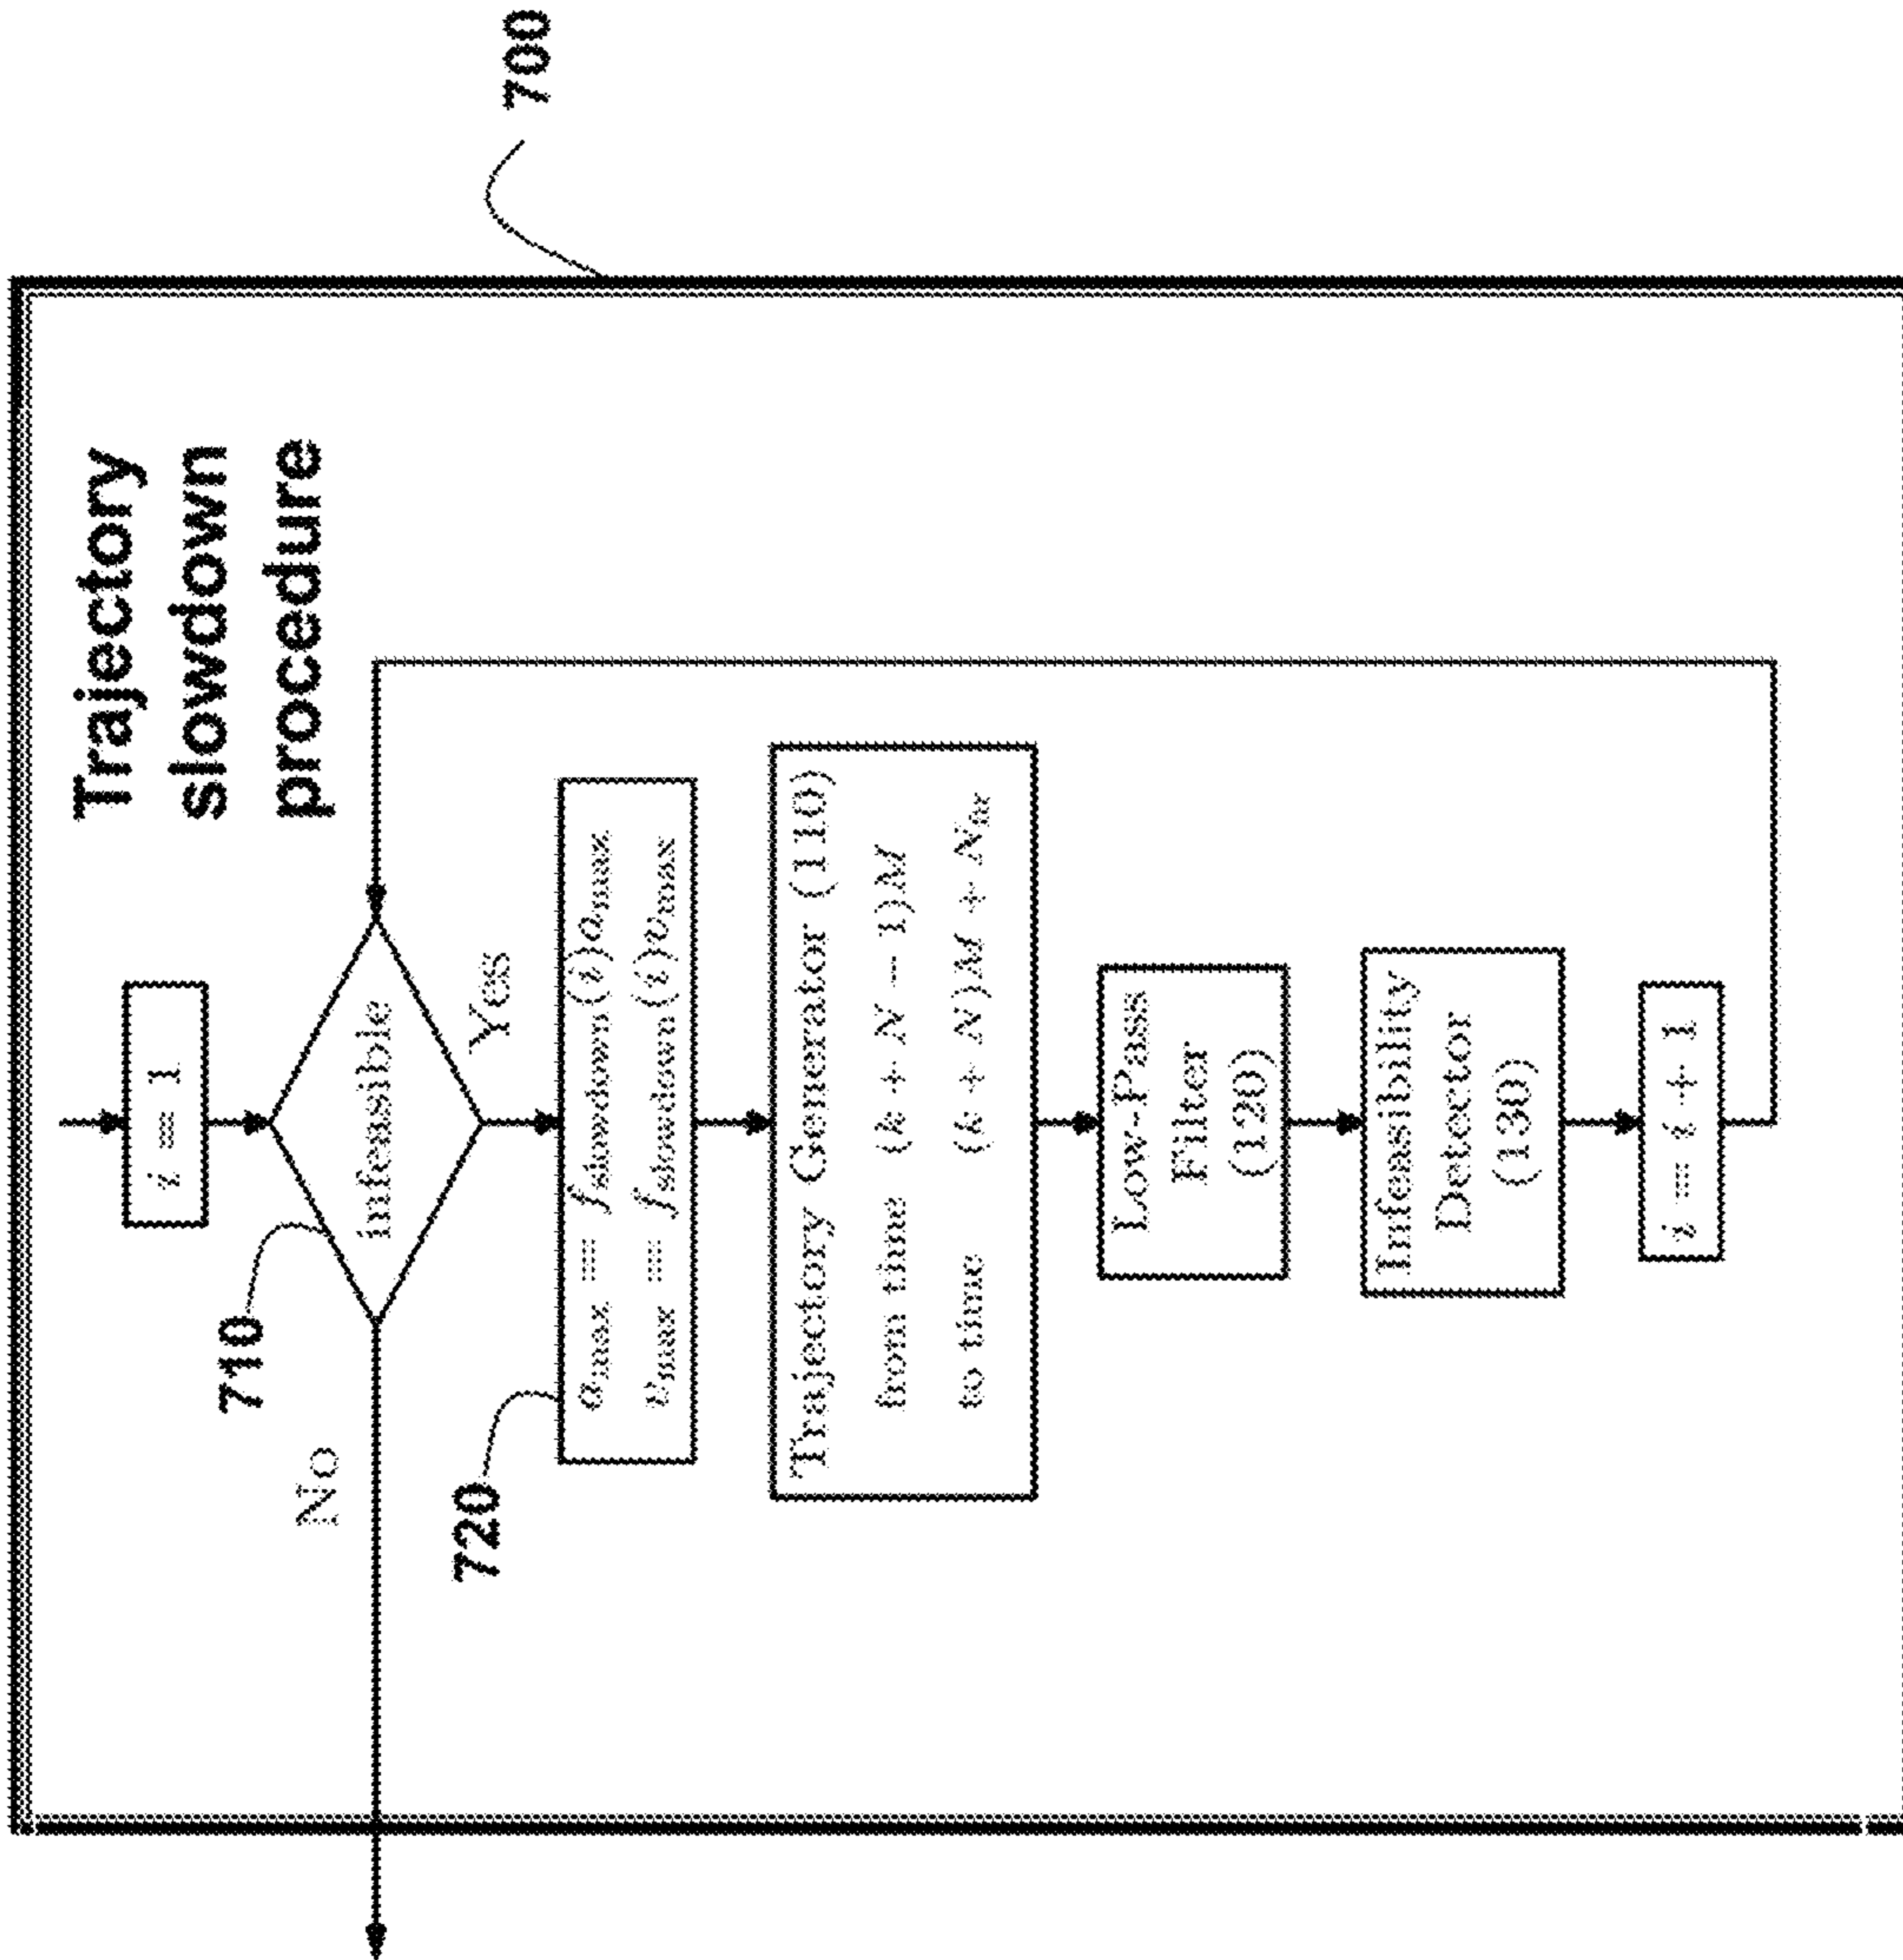 Trajectory
slowdown
procedure
700
i = 1
710
infeasible
No
Yes
720
a_max = f_slowdown(i)a_max
v_max = f_slowdown(i)v_max
Trajectory Generator (110)
from time (k + N − 1)M
to time (k + N)M +
Low-Pass
Filter
(120)
Infeasibility
Detector
(130)
i = i + 1